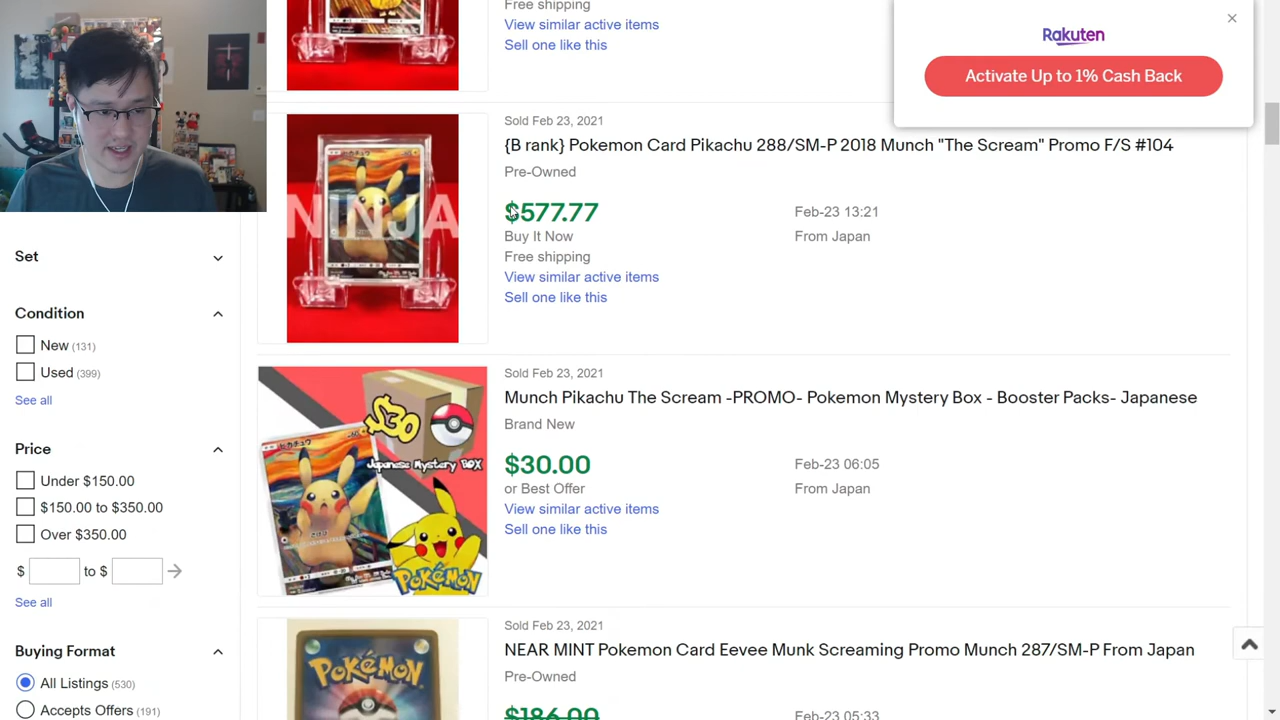 Free shipping
View similar active items
Sell one like this
Rakuten
Activate Up to 1% Cash Back
Sold Feb 23, 2021
{B rank} Pokemon Card Pikachu 288/SM-P 2018 Munch "The Scream" Promo F/S #104
Pre-Owned
NINJA
$577.77
Feb-23 13:21
Buy It Now
From Japan
Free shipping
View similar active items
Sell one like this
Set
Condition
New (131)
Used (399)
See all
Price
Under $150.00
$150.00 to $350.00
Over $350.00
$ to $
See all
Buying Format
All Listings (530)
Accepts Offers (191)
Sold Feb 23, 2021
Munch Pikachu The Scream -PROMO- Pokemon Mystery Box - Booster Packs- Japanese
Brand New
$30
Japanese Mystery BOX
POKéMON
$30.00
Feb-23 06:05
or Best Offer
From Japan
View similar active items
Sell one like this
Sold Feb 23, 2021
NEAR MINT Pokemon Card Eevee Munk Screaming Promo Munch 287/SM-P From Japan
Pre-Owned
POKéMON
$186.00
Feb-23 05:33